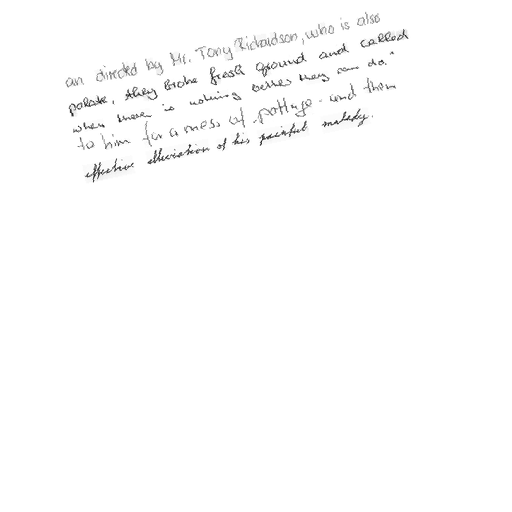 an directed by Mr. Tony Richardson, who is also
palate, they broke fresh ground and called
when there is nothing better they can do."
to him for a mess of pottage - and then
effective alleviation of his painful malady.